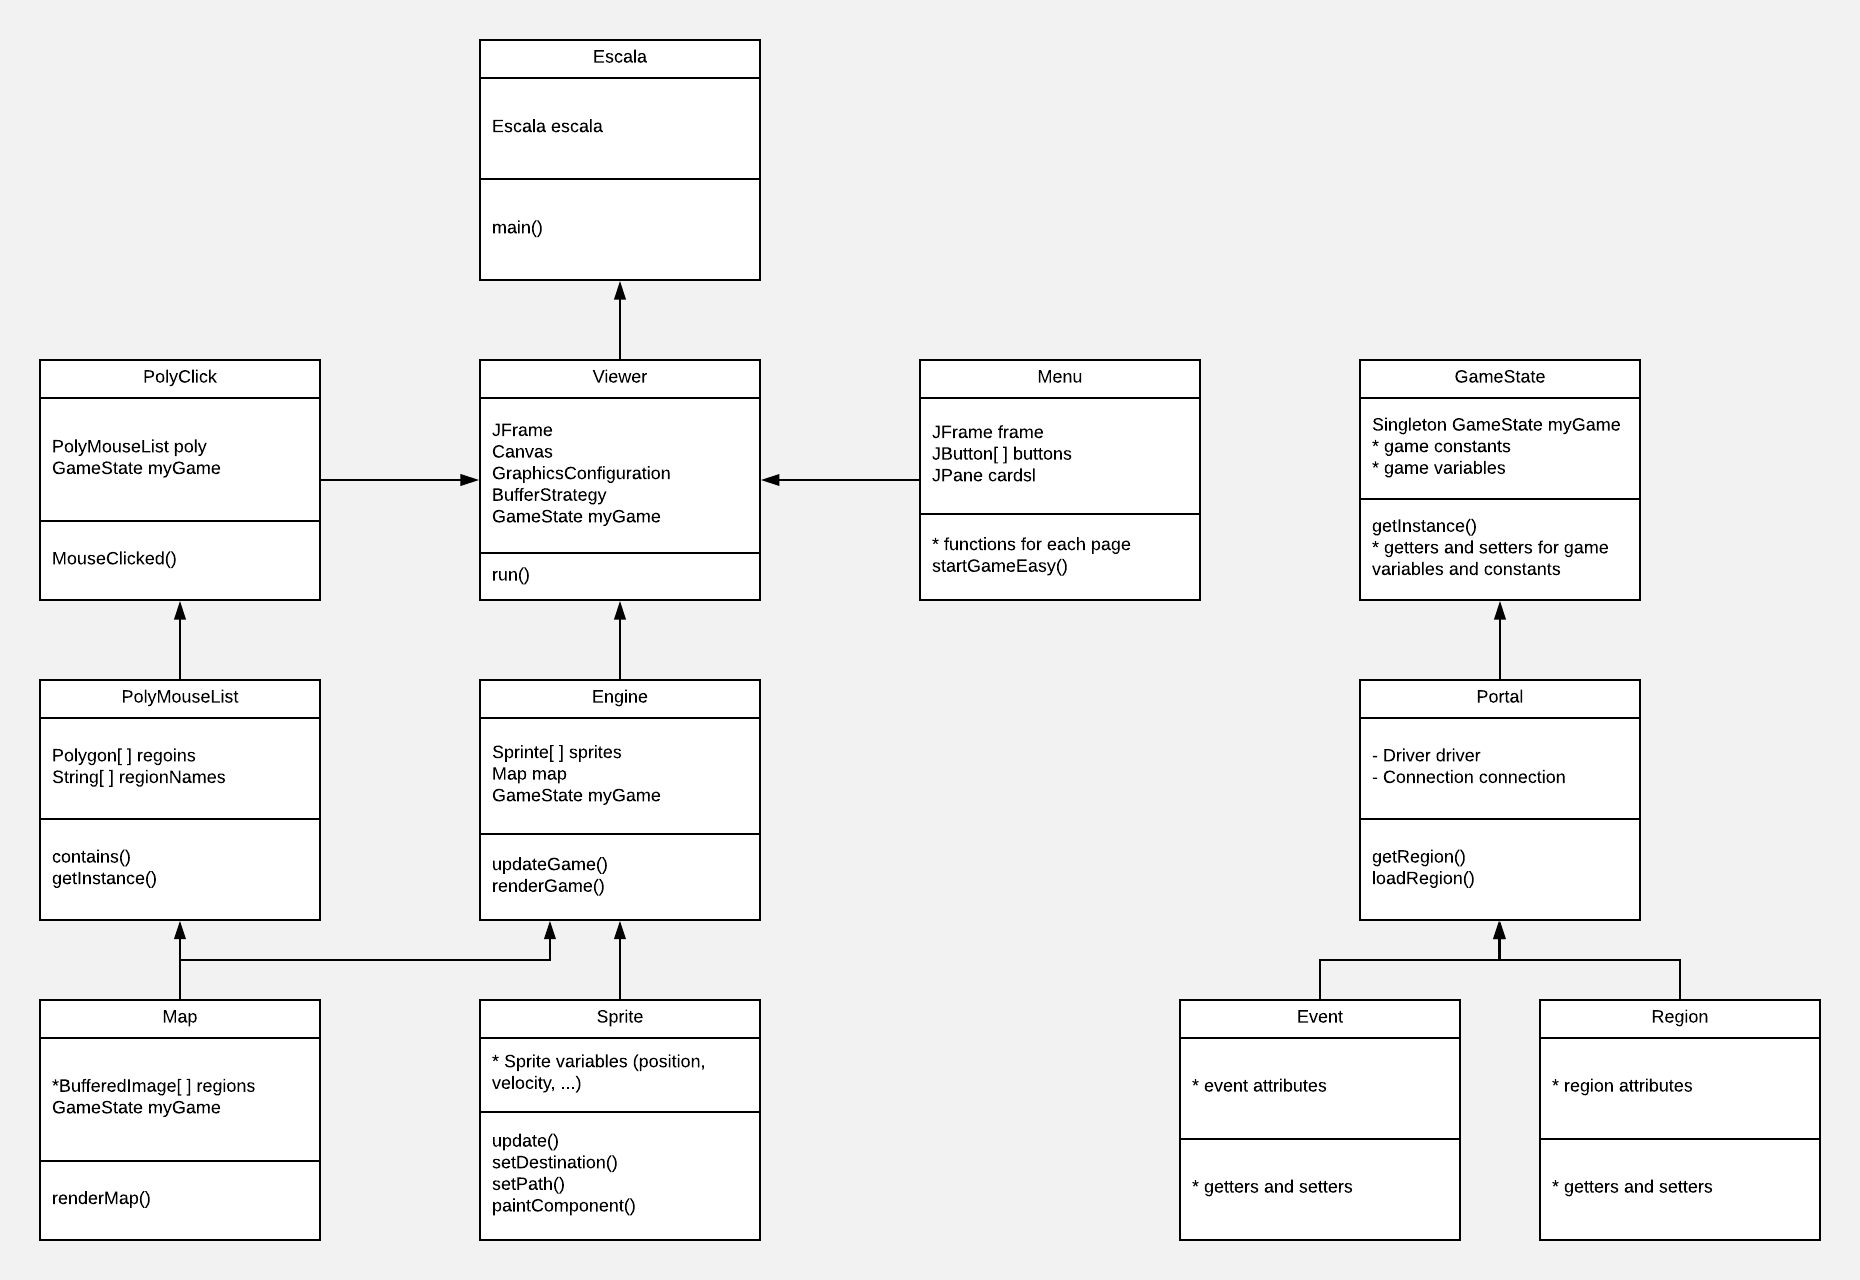 Escala
Escala escala
main()
PolyClick
PolyMouseList poly
GameState myGame
MouseClicked()
Viewer
JFrame
Canvas
GraphicsConfiguration
BufferStrategy
GameState myGame
run()
Menu
JFrame frame
JButton[ ] buttons
JPane cardsl
* functions for each page
startGameEasy()
GameState
Singleton GameState myGame
* game constants
* game variables
getInstance()
* getters and setters for game
variables and constants
PolyMouseList
Polygon[ ] regoins
String[ ] regionNames
contains()
getInstance()
Engine
Sprinte[ ] sprites
Map map
GameState myGame
updateGame()
renderGame()
Portal
- Driver driver
- Connection connection
getRegion()
loadRegion()
Map
*BufferedImage[ ] regions
GameState myGame
renderMap()
Sprite
* Sprite variables (position,
velocity, ...)
update()
setDestination()
setPath()
paintComponent()
Event
* event attributes
* getters and setters
Region
* region attributes
* getters and setters